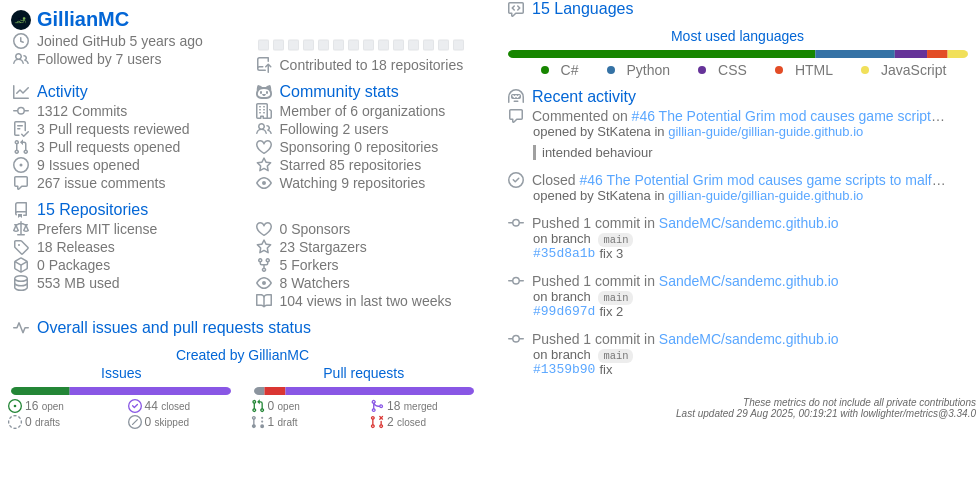 GillianMC
Joined GitHub 5 years ago
Followed by 7 users
Contributed to 18 repositories
Activity
1312 Commits
3 Pull requests reviewed
3 Pull requests opened
9 Issues opened
267 issue comments
Community stats
Member of 6 organizations
Following 2 users
Sponsoring 0 repositories
Starred 85 repositories
Watching 9 repositories
15 Repositories
Prefers MIT license
18 Releases
0 Packages
553 MB used
0 Sponsors
23 Stargazers
5 Forkers
8 Watchers
104 views in last two weeks
Overall issues and pull requests status
Created by GillianMC
Issues
16 open
44 closed
0 drafts
0 skipped
Pull requests
0 open
18 merged
1 draft
2 closed
15 Languages
Most used languages
C# Python CSS HTML JavaScript
Recent activity
Commented on #46 The Potential Grim mod causes game script…
opened by StKatena in gillian-guide/gillian-guide.github.io
intended behaviour
Closed #46 The Potential Grim mod causes game scripts to malf…
opened by StKatena in gillian-guide/gillian-guide.github.io
Pushed 1 commit in SandeMC/sandemc.github.io
on branch main
#35d8a1b fix 3
Pushed 1 commit in SandeMC/sandemc.github.io
on branch main
#99d697d fix 2
Pushed 1 commit in SandeMC/sandemc.github.io
on branch main
#1359b90 fix
These metrics do not include all private contributions
Last updated 29 Aug 2025, 00:19:21 with lowlighter/metrics@3.34.0